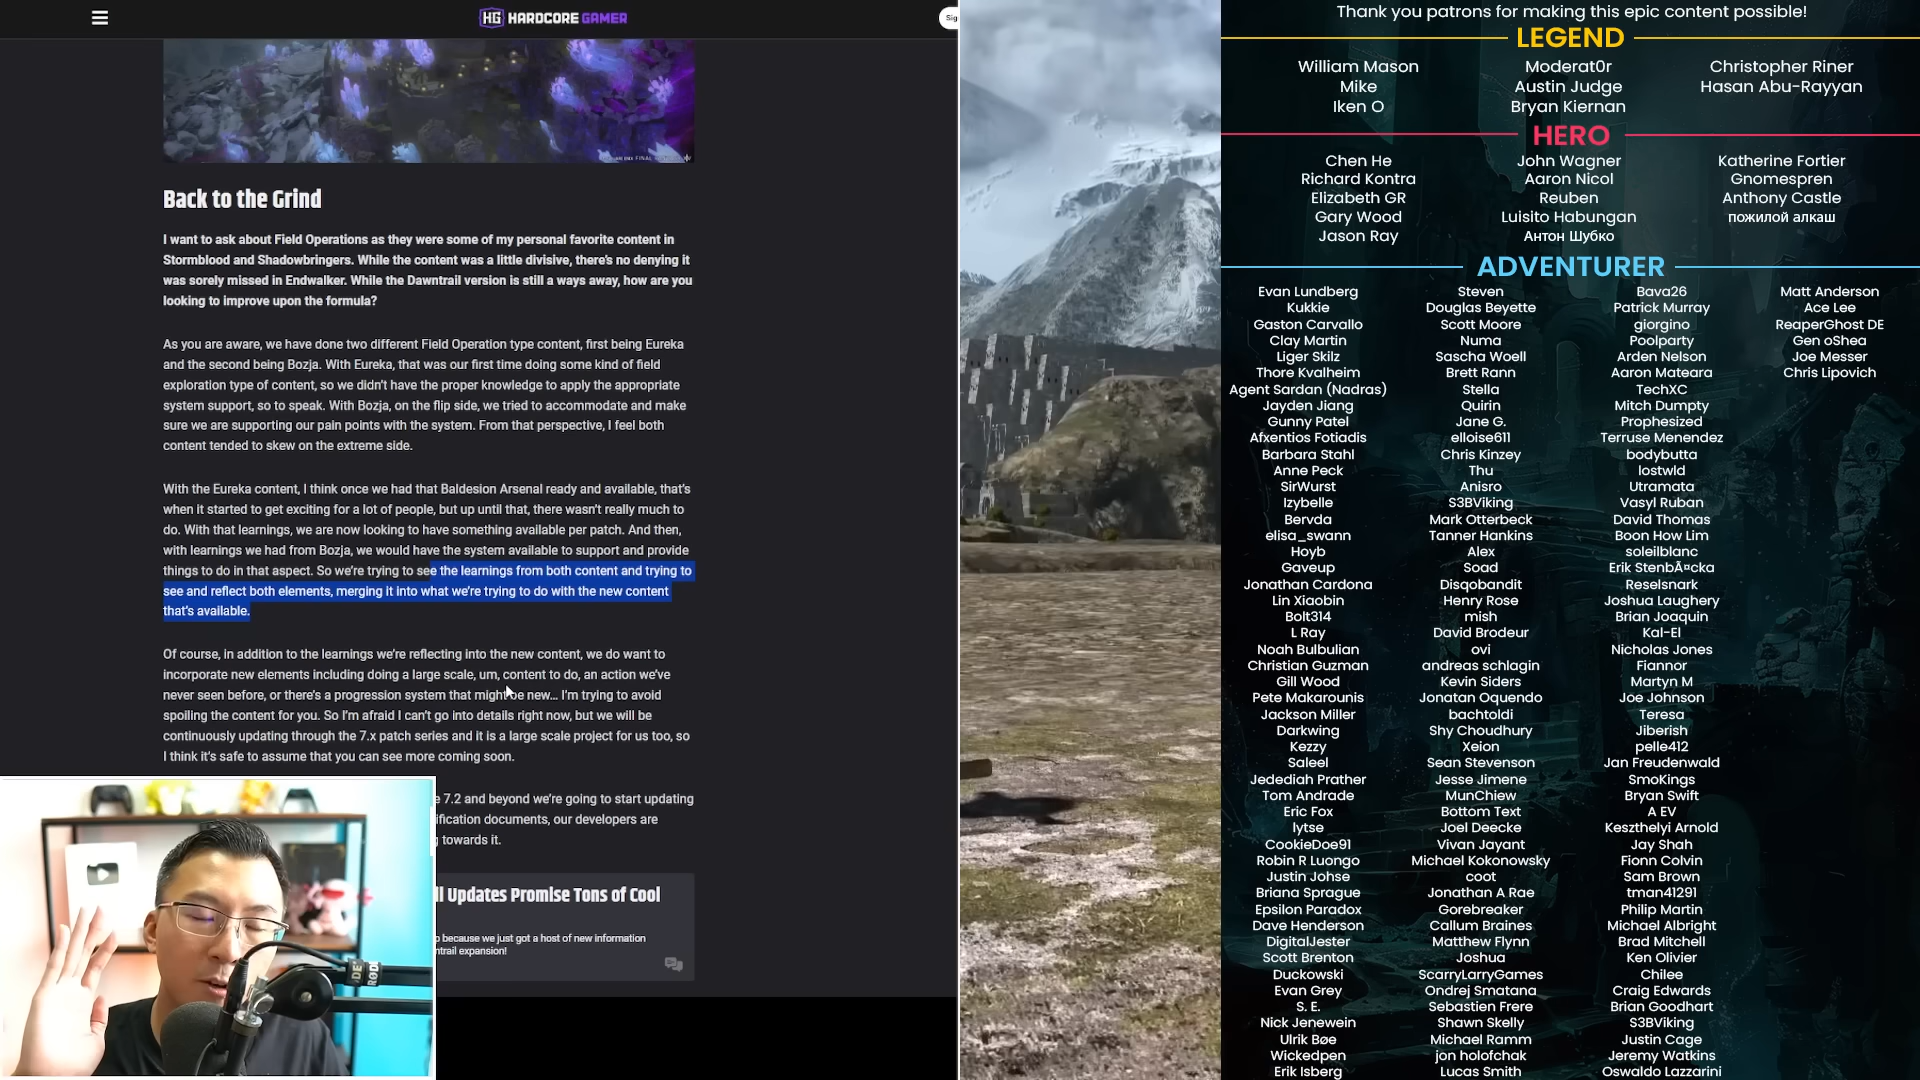 HG HARDCORE GAMER
Sig
Back to the Grind
I want to ask about Field Operations as they were some of my personal favorite content in
Stormblood and Shadowbringers. While the content was a little divisive, there's no denying it
was sorely missed in Endwalker. While the Dawntrail version is still a ways away, how are you
looking to improve upon the formula?
As you are aware, we have done two different Field Operation type content, first being Eureka
and the second being Bozja. With Eureka, that was our first time doing some kind of field
exploration type of content, so we didn't have the proper knowledge to apply the appropriate
system support, so to speak. With Bozja, on the flip side, we tried to accommodate and make
sure we are supporting our pain points with the system. From that perspective, I feel both
content tended to skew on the extreme side.
With the Eureka content, I think once we had that Baldesion Arsenal ready and available, that's
when it started to get exciting for a lot of people, but up until that, there wasn't really much to
do. With that learnings, we are now looking to have something available per patch. And then,
with learnings we had from Bozja, we would have the system available to support and provide
things to do in that aspect. So we're trying to see the learnings from both content and trying to
see and reflect both elements, merging it into what we're trying to do with the new content
that's available.
Of course, in addition to the learnings we're reflecting into the new content, we do want to
incorporate new elements including doing a large scale, um, content to do, an action we've
never seen before, or there's a progression system that might be new... I'm trying to avoid
spoiling the content for you. So I'm afraid I can't go into details right now, but we will be
continuously updating through the 7.x patch series and it is a large scale project for us too, so
I think it's safe to assume that you can see more coming soon.
e 7.2 and beyond we're going to start updating
ification documents, our developers are
g towards it.
ll Updates Promise Tons of Cool
p because we just got a host of new information
ntrail expansion!
RØDE
Thank you patrons for making this epic content possible!
LEGEND
William Mason Moderat0r Christopher Riner
Mike Austin Judge Hasan Abu-Rayyan
Iken O Bryan Kiernan
HERO
Chen He John Wagner Katherine Fortier
Richard Kontra Aaron Nicol Gnomespren
Elizabeth GR Reuben Anthony Castle
Gary Wood Luisito Habungan пожилой алкаш
Jason Ray Антон Шубко
ADVENTURER
Evan Lundberg Steven Bava26 Matt Anderson
Kukkie Douglas Beyette Patrick Murray Ace Lee
Gaston Carvallo Scott Moore giorgino ReaperGhost DE
Clay Martin Numa Poolparty Gen oShea
Liger Skilz Sascha Woell Arden Nelson Joe Messer
Thore Kvalheim Brett Rann Aaron Mateara Chris Lipovich
Agent Sardan (Nadras) Stella TechXC
Jayden Jiang Quirin Mitch Dumpty
Gunny Patel Jane G. Prophesized
Afxentios Fotiadis elloise611 Terruse Menendez
Barbara Stahl Chris Kinzey bodybutta
Anne Peck Thu lostwld
SirWurst Anisro Utramata
Izybelle S3BViking Vasyl Ruban
Bervda Mark Otterbeck David Thomas
elisa_swann Tanner Hankins Boon How Lim
Hoyb Alex soleilblanc
Gaveup Soad Erik StenbÃ¤cka
Jonathan Cardona Disqobandit Reselsnark
Lin Xiaobin Henry Rose Joshua Laughery
Bolt314 mish Brian Joaquin
L Ray David Brodeur Kal-El
Noah Bulbulian ovi Nicholas Jones
Christian Guzman andreas schlagin Fiannor
Gill Wood Kevin Siders Martyn M
Pete Makarounis Jonatan Oquendo Joe Johnson
Jackson Miller bachtoldi Teresa
Darkwing Shy Choudhury Jiberish
Kezzy Xeion pelle412
Saleel Sean Stevenson Jan Freudenwald
Jedediah Prather Jesse Jimene SmoKings
Tom Andrade MunChiew Bryan Swift
Eric Fox Bottom Text A EV
lytse Joel Deecke Keszthelyi Arnold
CookieDoe91 Vivan Jayant Jay Shah
Robin R Luongo Michael Kokonowsky Fionn Colvin
Justin Johse coot Sam Brown
Briana Sprague Jonathan A Rae tman41291
Epsilon Paradox Gorebreaker Philip Martin
Dave Henderson Callum Braines Michael Albright
DigitalJester Matthew Flynn Brad Mitchell
Scott Brenton Joshua Ken Olivier
Duckowski ScarryLarryGames Chilee
Evan Grey Ondrej Smatana Craig Edwards
S. E. Sebastien Frere Brian Goodhart
Nick Jenewein Shawn Skelly S3BViking
Ulrik Bøe Michael Ramm Justin Cage
Wickedpen jon holofchak Jeremy Watkins
Erik Isberg Lucas Smith Oswaldo Lazzarini